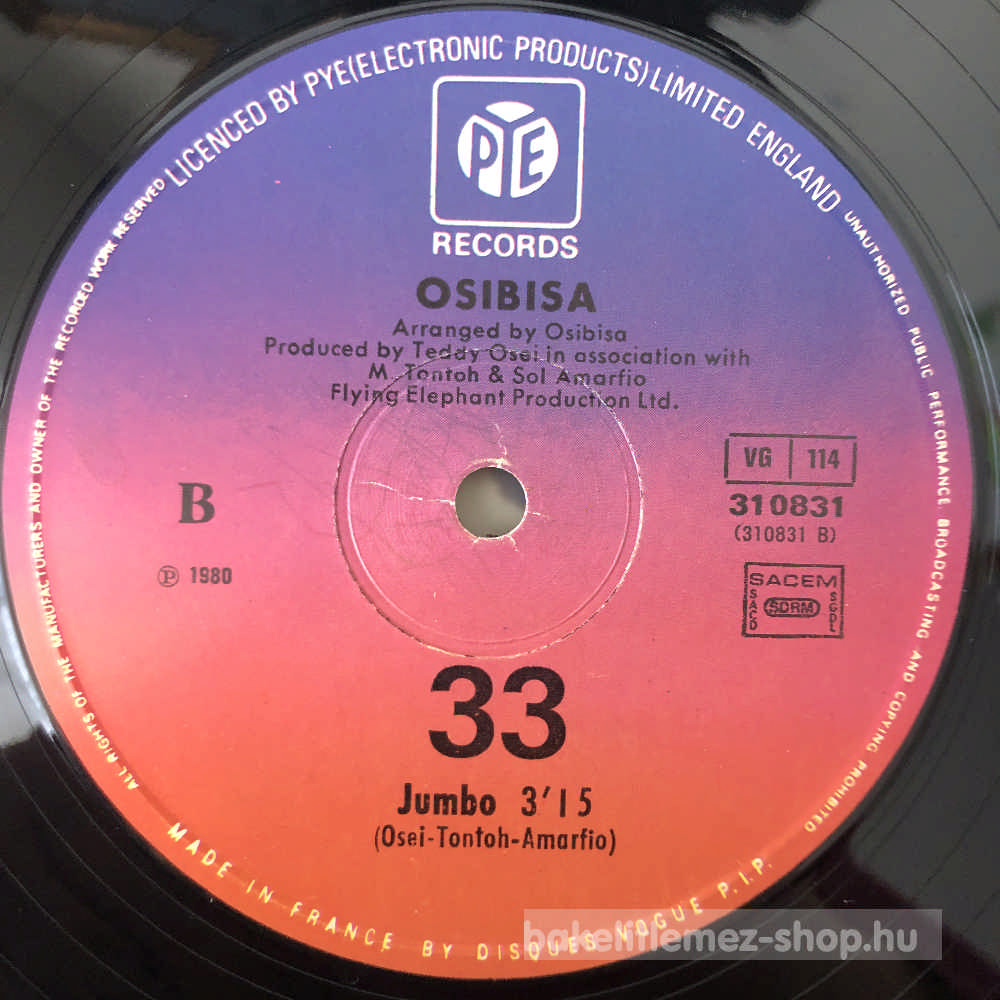 LICENCED BY PYE(ELECTRONIC PRODUCTS) LIMITED ENGLAND
UNAUTHORIZED PUBLIC PERFORMANCE BROADCASTING AND COPYING PROHIBITED
ALL RIGHTS OF THE MANUFACTURERS AND OWNER OF THE RECORDED WORK RESERVED
PYE
RECORDS
OSIBISA
Arranged by Osibisa
Produced by Teddy Osei in association with
M. Tontoh & Sol Amarfio
Flying Elephant Production Ltd.
VG 114
310831
(310831 B)
B
℗ 1980
SACEM
SACD SDRM SGDL
33
Jumbo 3'15
(Osei-Tontoh-Amarfio)
MADE IN FRANCE BY DISQUES VOGUE P.I.P.
bakelitlemez-shop.hu